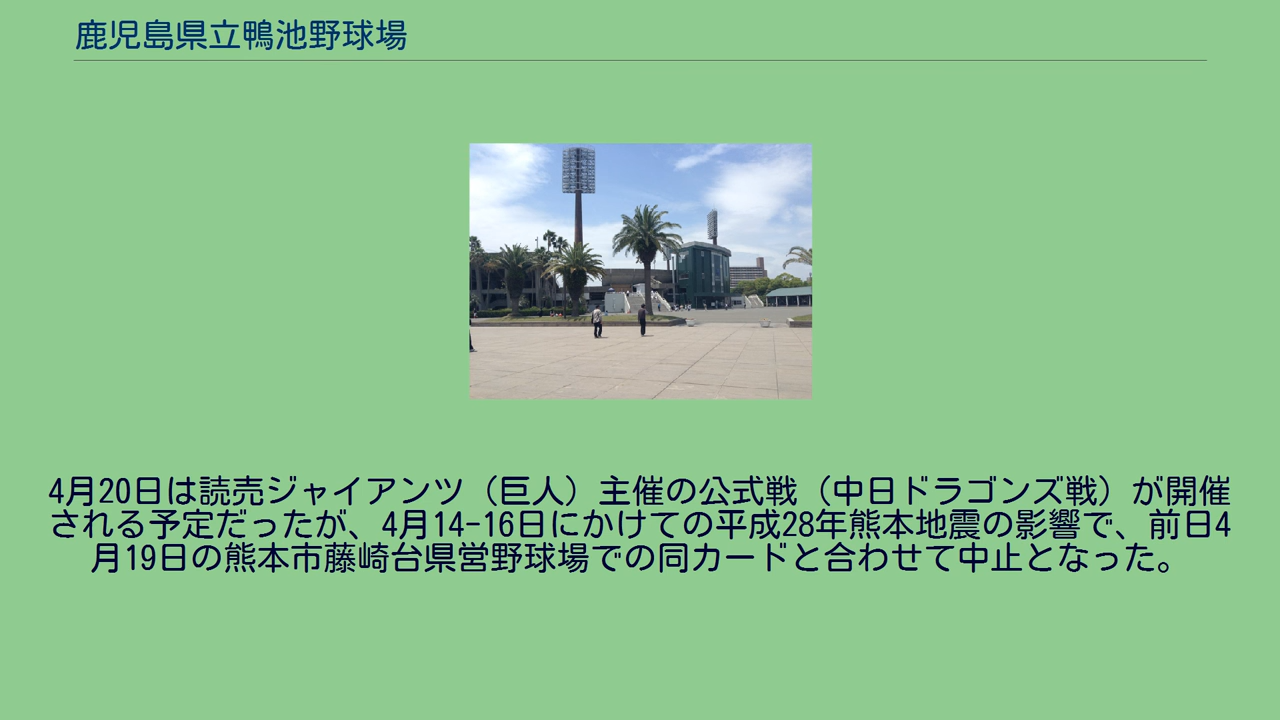 鹿児島県立鴨池野球場
4月20日は読売ジャイアンツ（巨人）主催の公式戦（中日ドラゴンズ戦）が開催
される予定だったが、4月14-16日にかけての平成28年熊本地震の影響で、前日4
月19日の熊本市藤崎台県営野球場での同カードと合わせて中止となった。